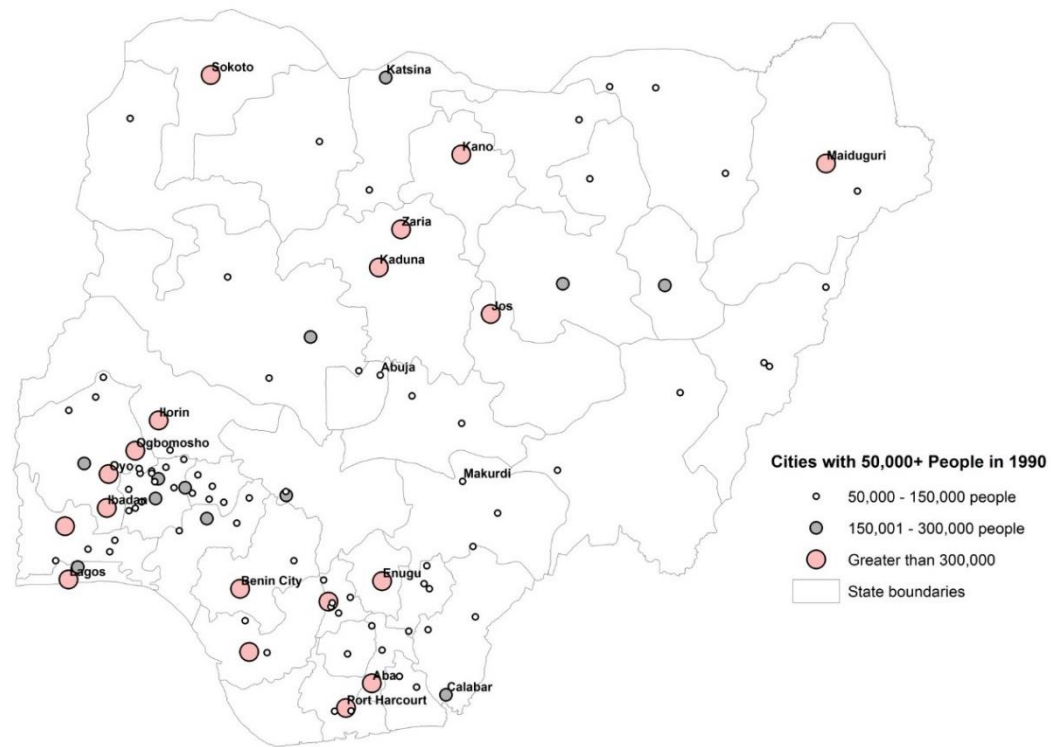 Sokoto
Katsina
Kano
Maiduguri
Zaria
Kaduna
Jos
Abuja
Ilorin
Ogbomosho
Oyo
Makurdi
Ibadan
Lagos
Benin City
Enugu
Aba
Calabar
Port Harcourt
Cities with 50,000+ People in 1990
50,000 - 150,000 people
150,001 - 300,000 people
Greater than 300,000
State boundaries